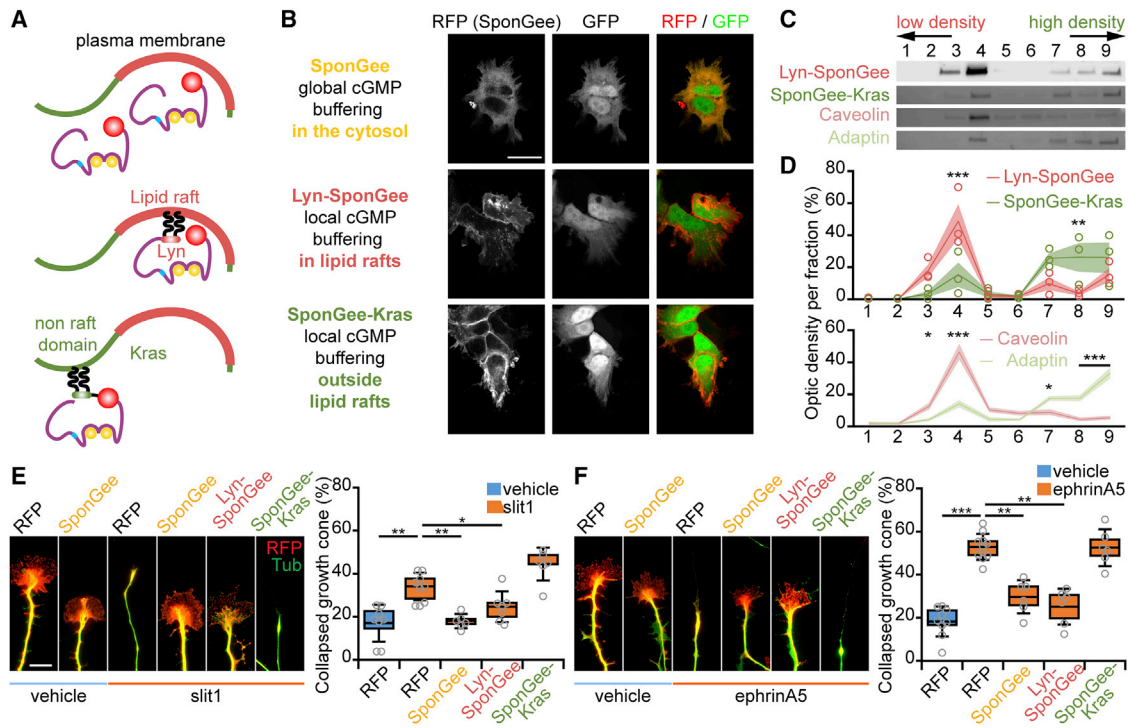 A
plasma membrane
Lipid raft
Lyn
non raft
domain
Kras
B
RFP (SponGee)
GFP
RFP / GFP
SponGee
global cGMP
buffering
in the cytosol
Lyn-SponGee
local cGMP
buffering
in lipid rafts
SponGee-Kras
local cGMP
buffering
outside
lipid rafts
C
low density
high density
1 2 3 4 5 6 7 8 9
Lyn-SponGee
SponGee-Kras
Caveolin
Adaptin
D
Optic density per fraction (%)
80
60
40
20
0
***
**
Lyn-SponGee
SponGee-Kras
1 2 3 4 5 6 7 8 9
60
40
20
0
*
***
*
***
Caveolin
Adaptin
1 2 3 4 5 6 7 8 9
E
RFP
SponGee
RFP
SponGee
Lyn-
SponGee
SponGee-
Kras
RFP
Tub
vehicle
slit1
Collapsed growth cone (%)
80
60
40
20
0
vehicle
slit1
**
**
*
RFP
RFP
SponGee
Lyn-
SponGee
SponGee-
Kras
F
RFP
SponGee
RFP
SponGee
Lyn-
SponGee
SponGee-
Kras
vehicle
ephrinA5
Collapsed growth cone (%)
80
60
40
20
0
vehicle
ephrinA5
***
**
**
RFP
RFP
SponGee
Lyn-
SponGee
SponGee-
Kras